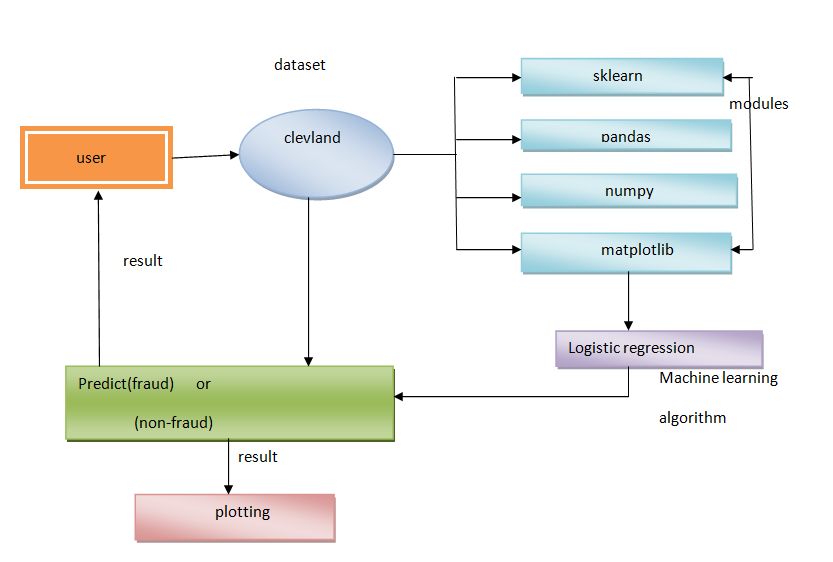 dataset
sklearn
modules
clevland
pandas
user
numpy
matplotlib
result
Logistic regression
Machine learning
algorithm
Predict(fraud) or
(non-fraud)
result
plotting